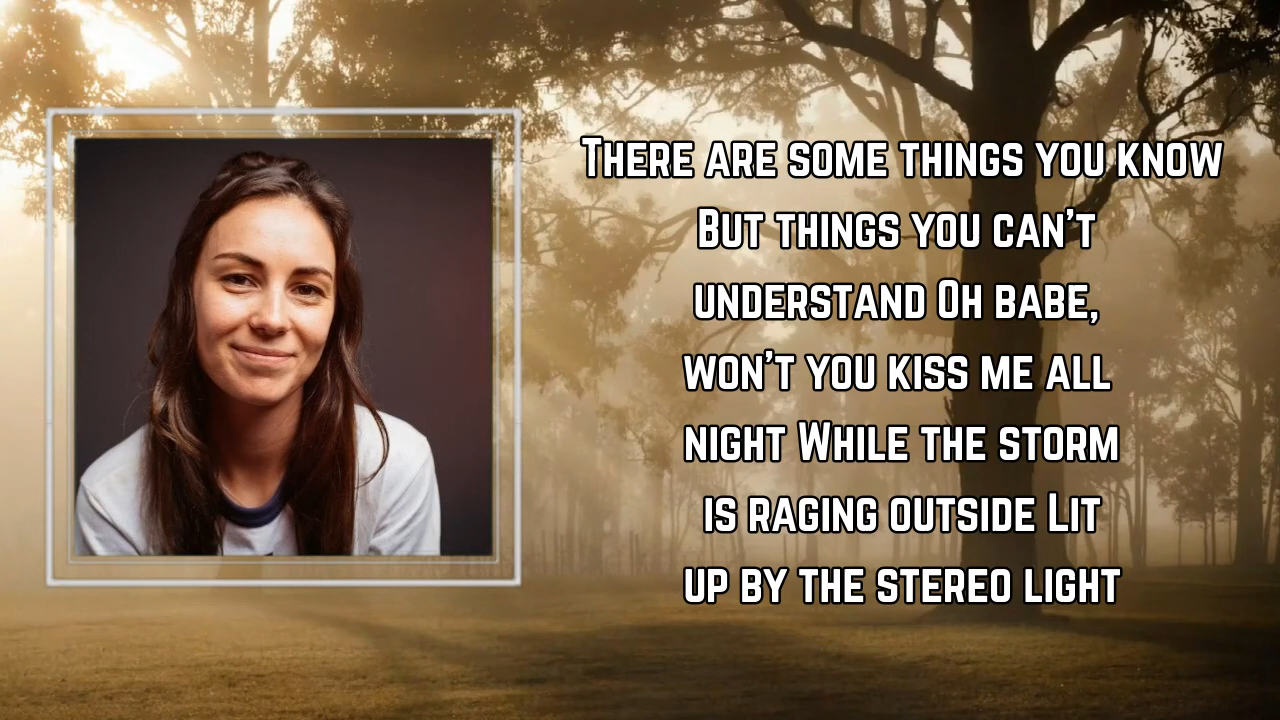 There are some things you know
But things you can't
understand Oh babe,
won't you kiss me all
night While the storm
is raging outside Lit
up by the stereo light